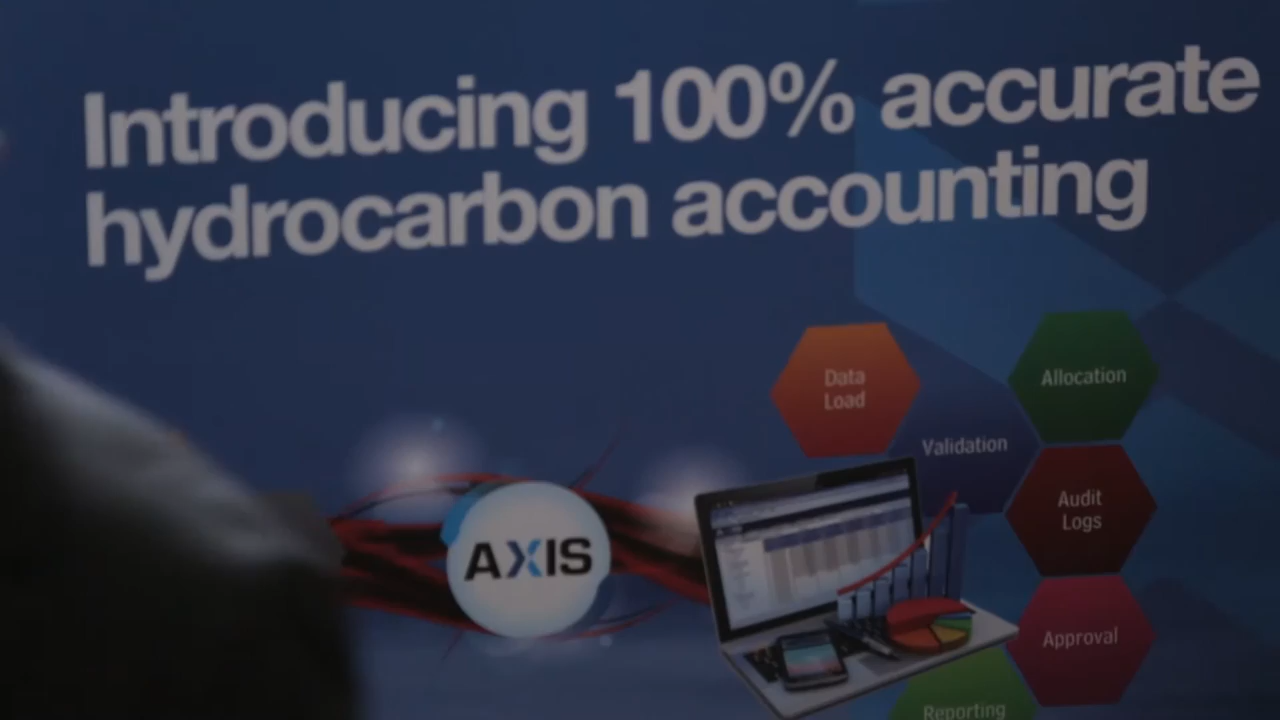 Introducing 100% accurate
hydrocarbon accounting
Data
Load
Allocation
Validation
Audit
Logs
AXIS
Approval
Reporting